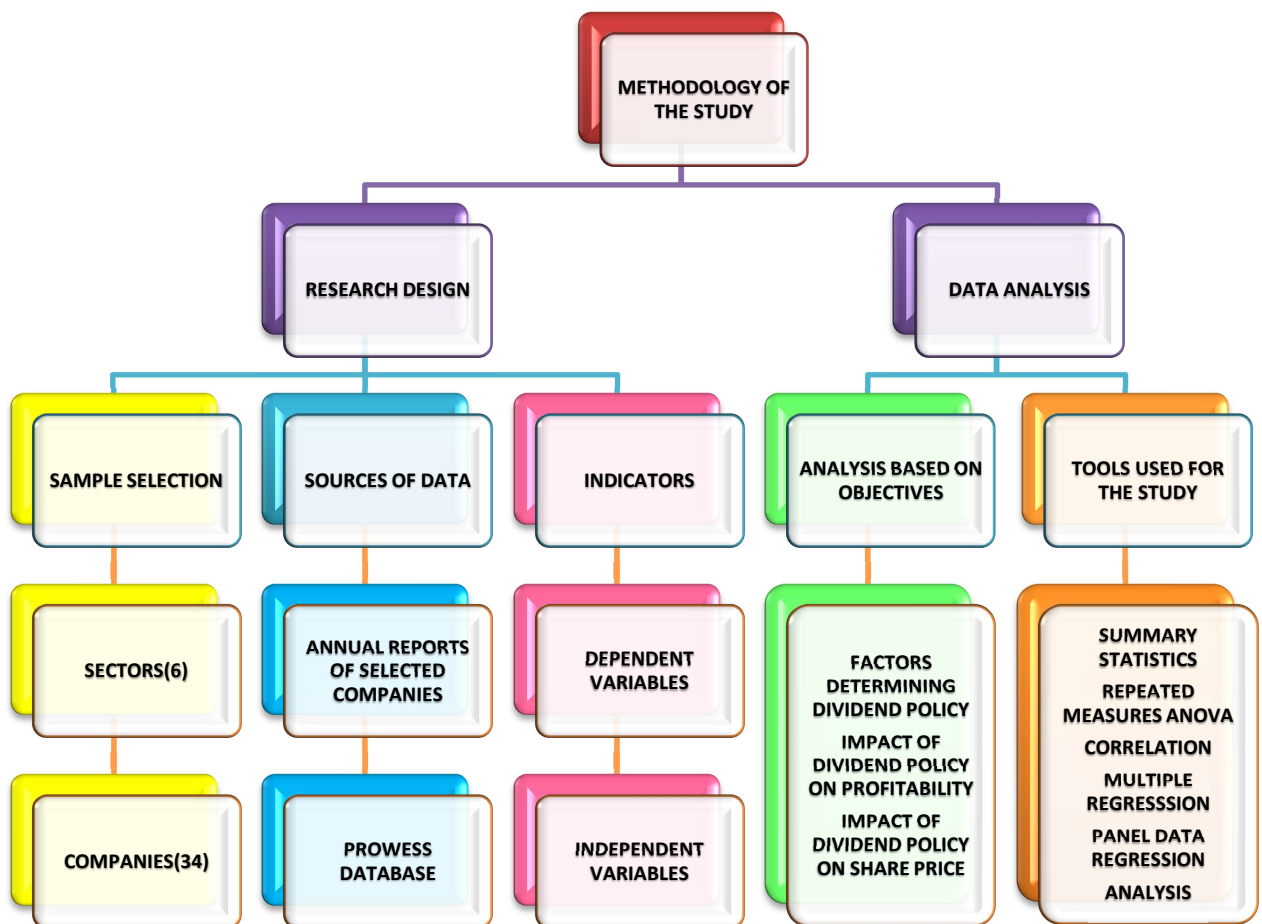 METHODOLOGY OF
THE STUDY
RESEARCH DESIGN
DATA ANALYSIS
SAMPLE SELECTION
SOURCES OF DATA
INDICATORS
ANALYSIS BASED ON
OBJECTIVES
TOOLS USED FOR
THE STUDY
SECTORS(6)
ANNUAL REPORTS
OF SELECTED
COMPANIES
DEPENDENT
VARIABLES
FACTORS
DETERMINING
DIVIDEND POLICY
IMPACT OF
DIVIDEND POLICY
ON PROFITABILITY
IMPACT OF
DIVIDEND POLICY
ON SHARE PRICE
SUMMARY
STATISTICS
REPEATED
MEASURES ANOVA
CORRELATION
MULTIPLE
REGRESSSION
PANEL DATA
REGRESSION
ANALYSIS
COMPANIES(34)
PROWESS
DATABASE
INDEPENDENT
VARIABLES